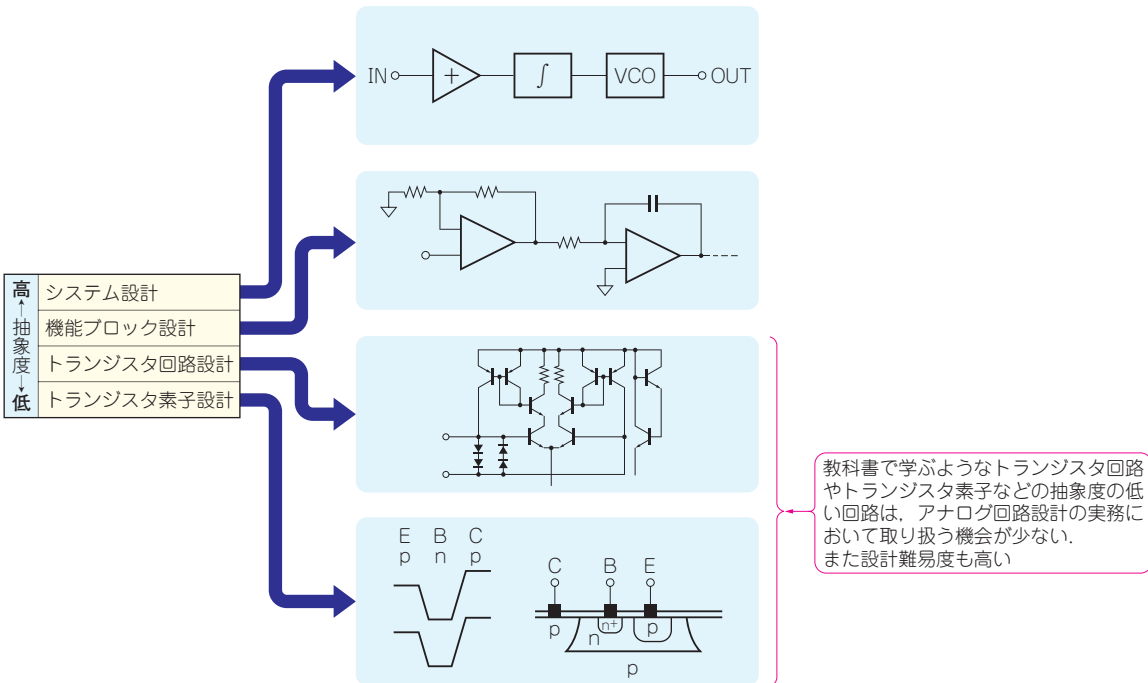 IN + ∫ VCO OUT
高←抽象度→低
システム設計
機能ブロック設計
トランジスタ回路設計
トランジスタ素子設計
E B C
p n p
C B E
p n n+ p
p
教科書で学ぶようなトランジスタ回路
やトランジスタ素子などの抽象度の低
い回路は，アナログ回路設計の実務に
おいて取り扱う機会が少ない．
また設計難易度も高い